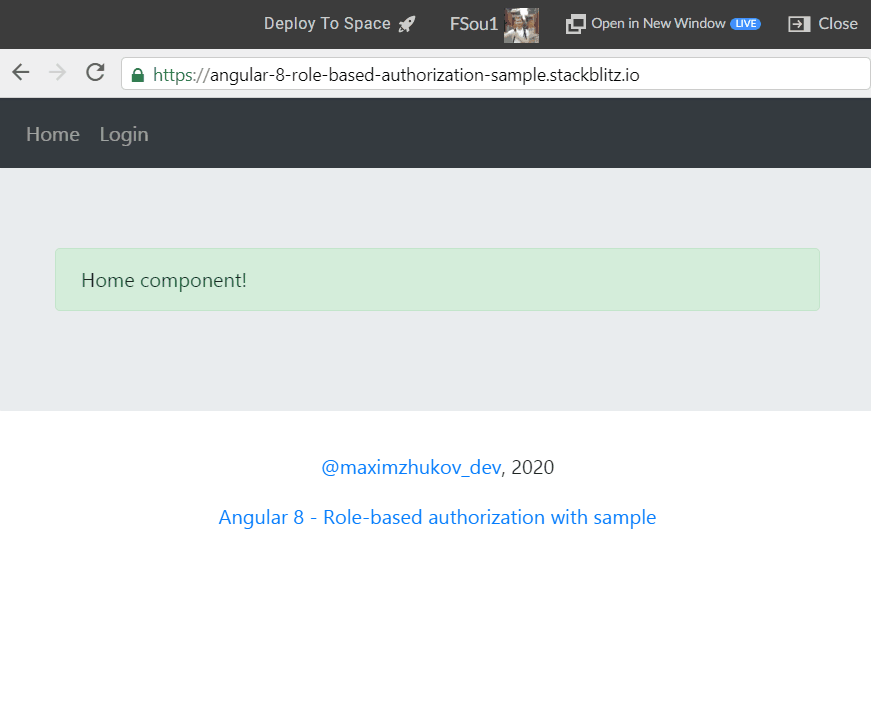 Deploy To Space FSou1 Open in New Window LIVE Close
https://angular-8-role-based-authorization-sample.stackblitz.io
Home Login
Home component!
@maximzhukov_dev, 2020
Angular 8 - Role-based authorization with sample